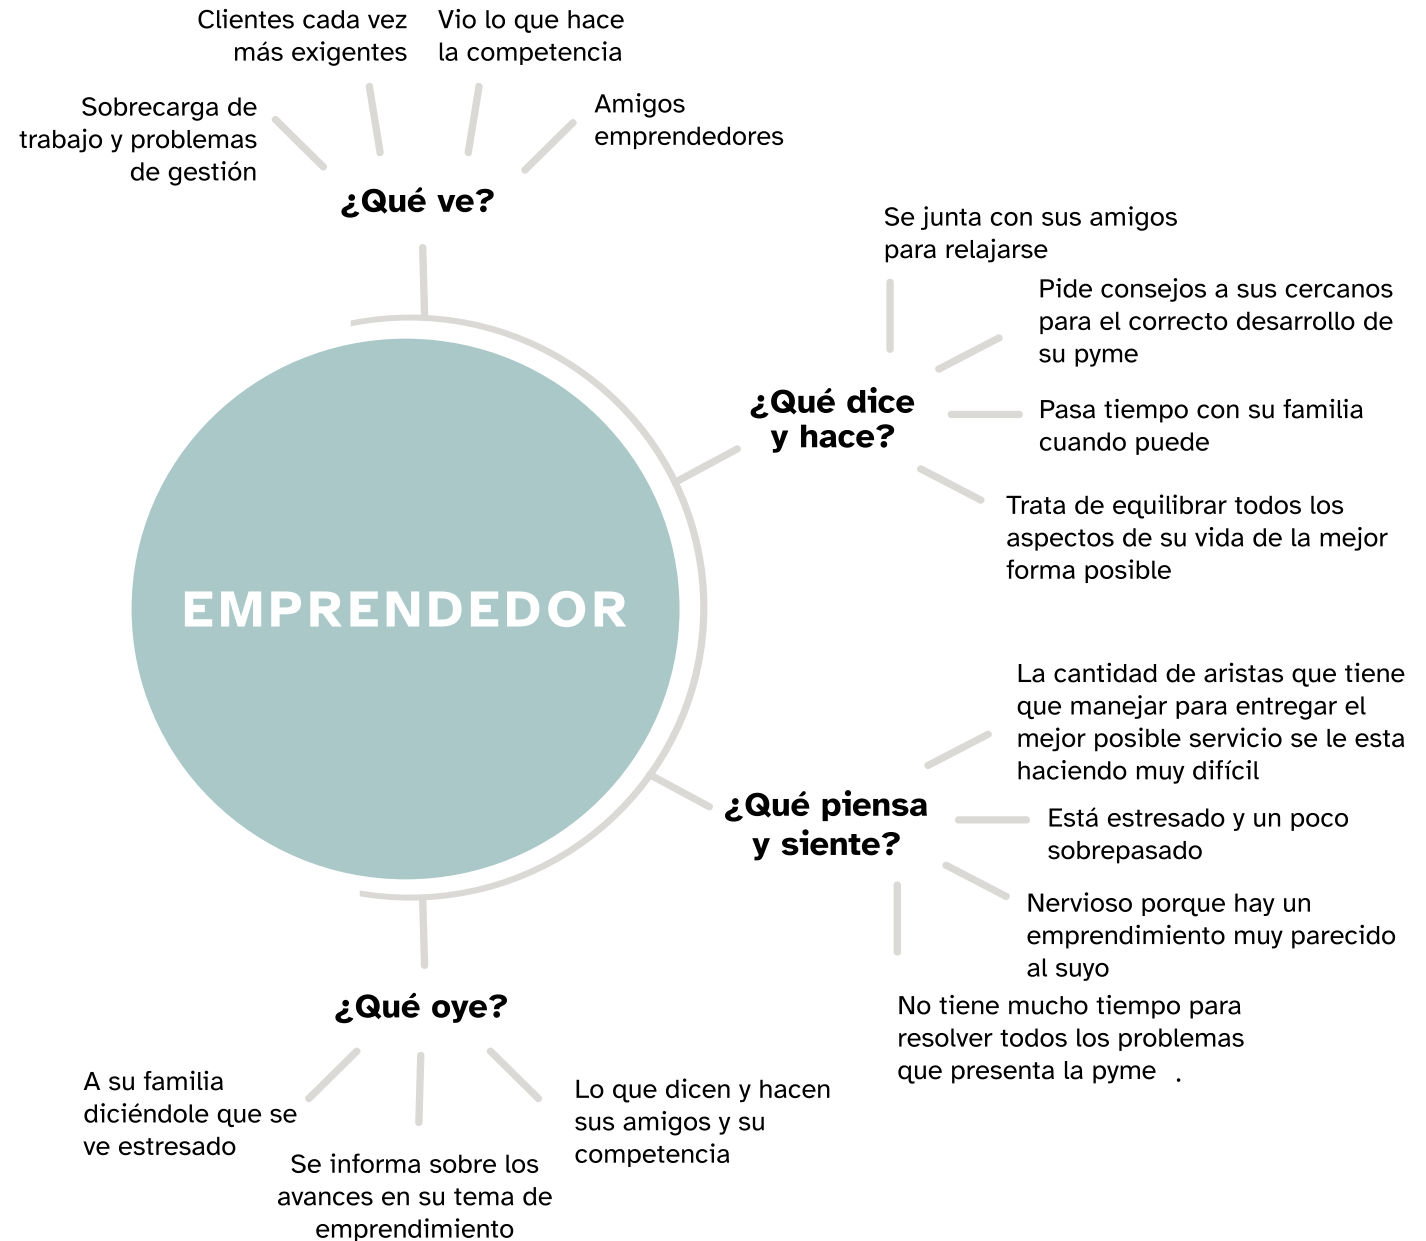 Clientes cada vez
más exigentes
Vio lo que hace
la competencia
Sobrecarga de
trabajo y problemas
de gestión
Amigos
emprendedores
¿Qué ve?
Se junta con sus amigos
para relajarse
Pide consejos a sus cercanos
para el correcto desarrollo de
su pyme
¿Qué dice
y hace?
Pasa tiempo con su familia
cuando puede
Trata de equilibrar todos los
aspectos de su vida de la mejor
forma posible
EMPRENDEDOR
La cantidad de aristas que tiene
que manejar para entregar el
mejor posible servicio se le esta
haciendo muy difícil
¿Qué piensa
y siente?
Está estresado y un poco
sobrepasado
Nervioso porque hay un
emprendimiento muy parecido
al suyo
No tiene mucho tiempo para
resolver todos los problemas
que presenta la pyme .
¿Qué oye?
A su familia
diciéndole que se
ve estresado
Se informa sobre los
avances en su tema de
emprendimiento
Lo que dicen y hacen
sus amigos y su
competencia